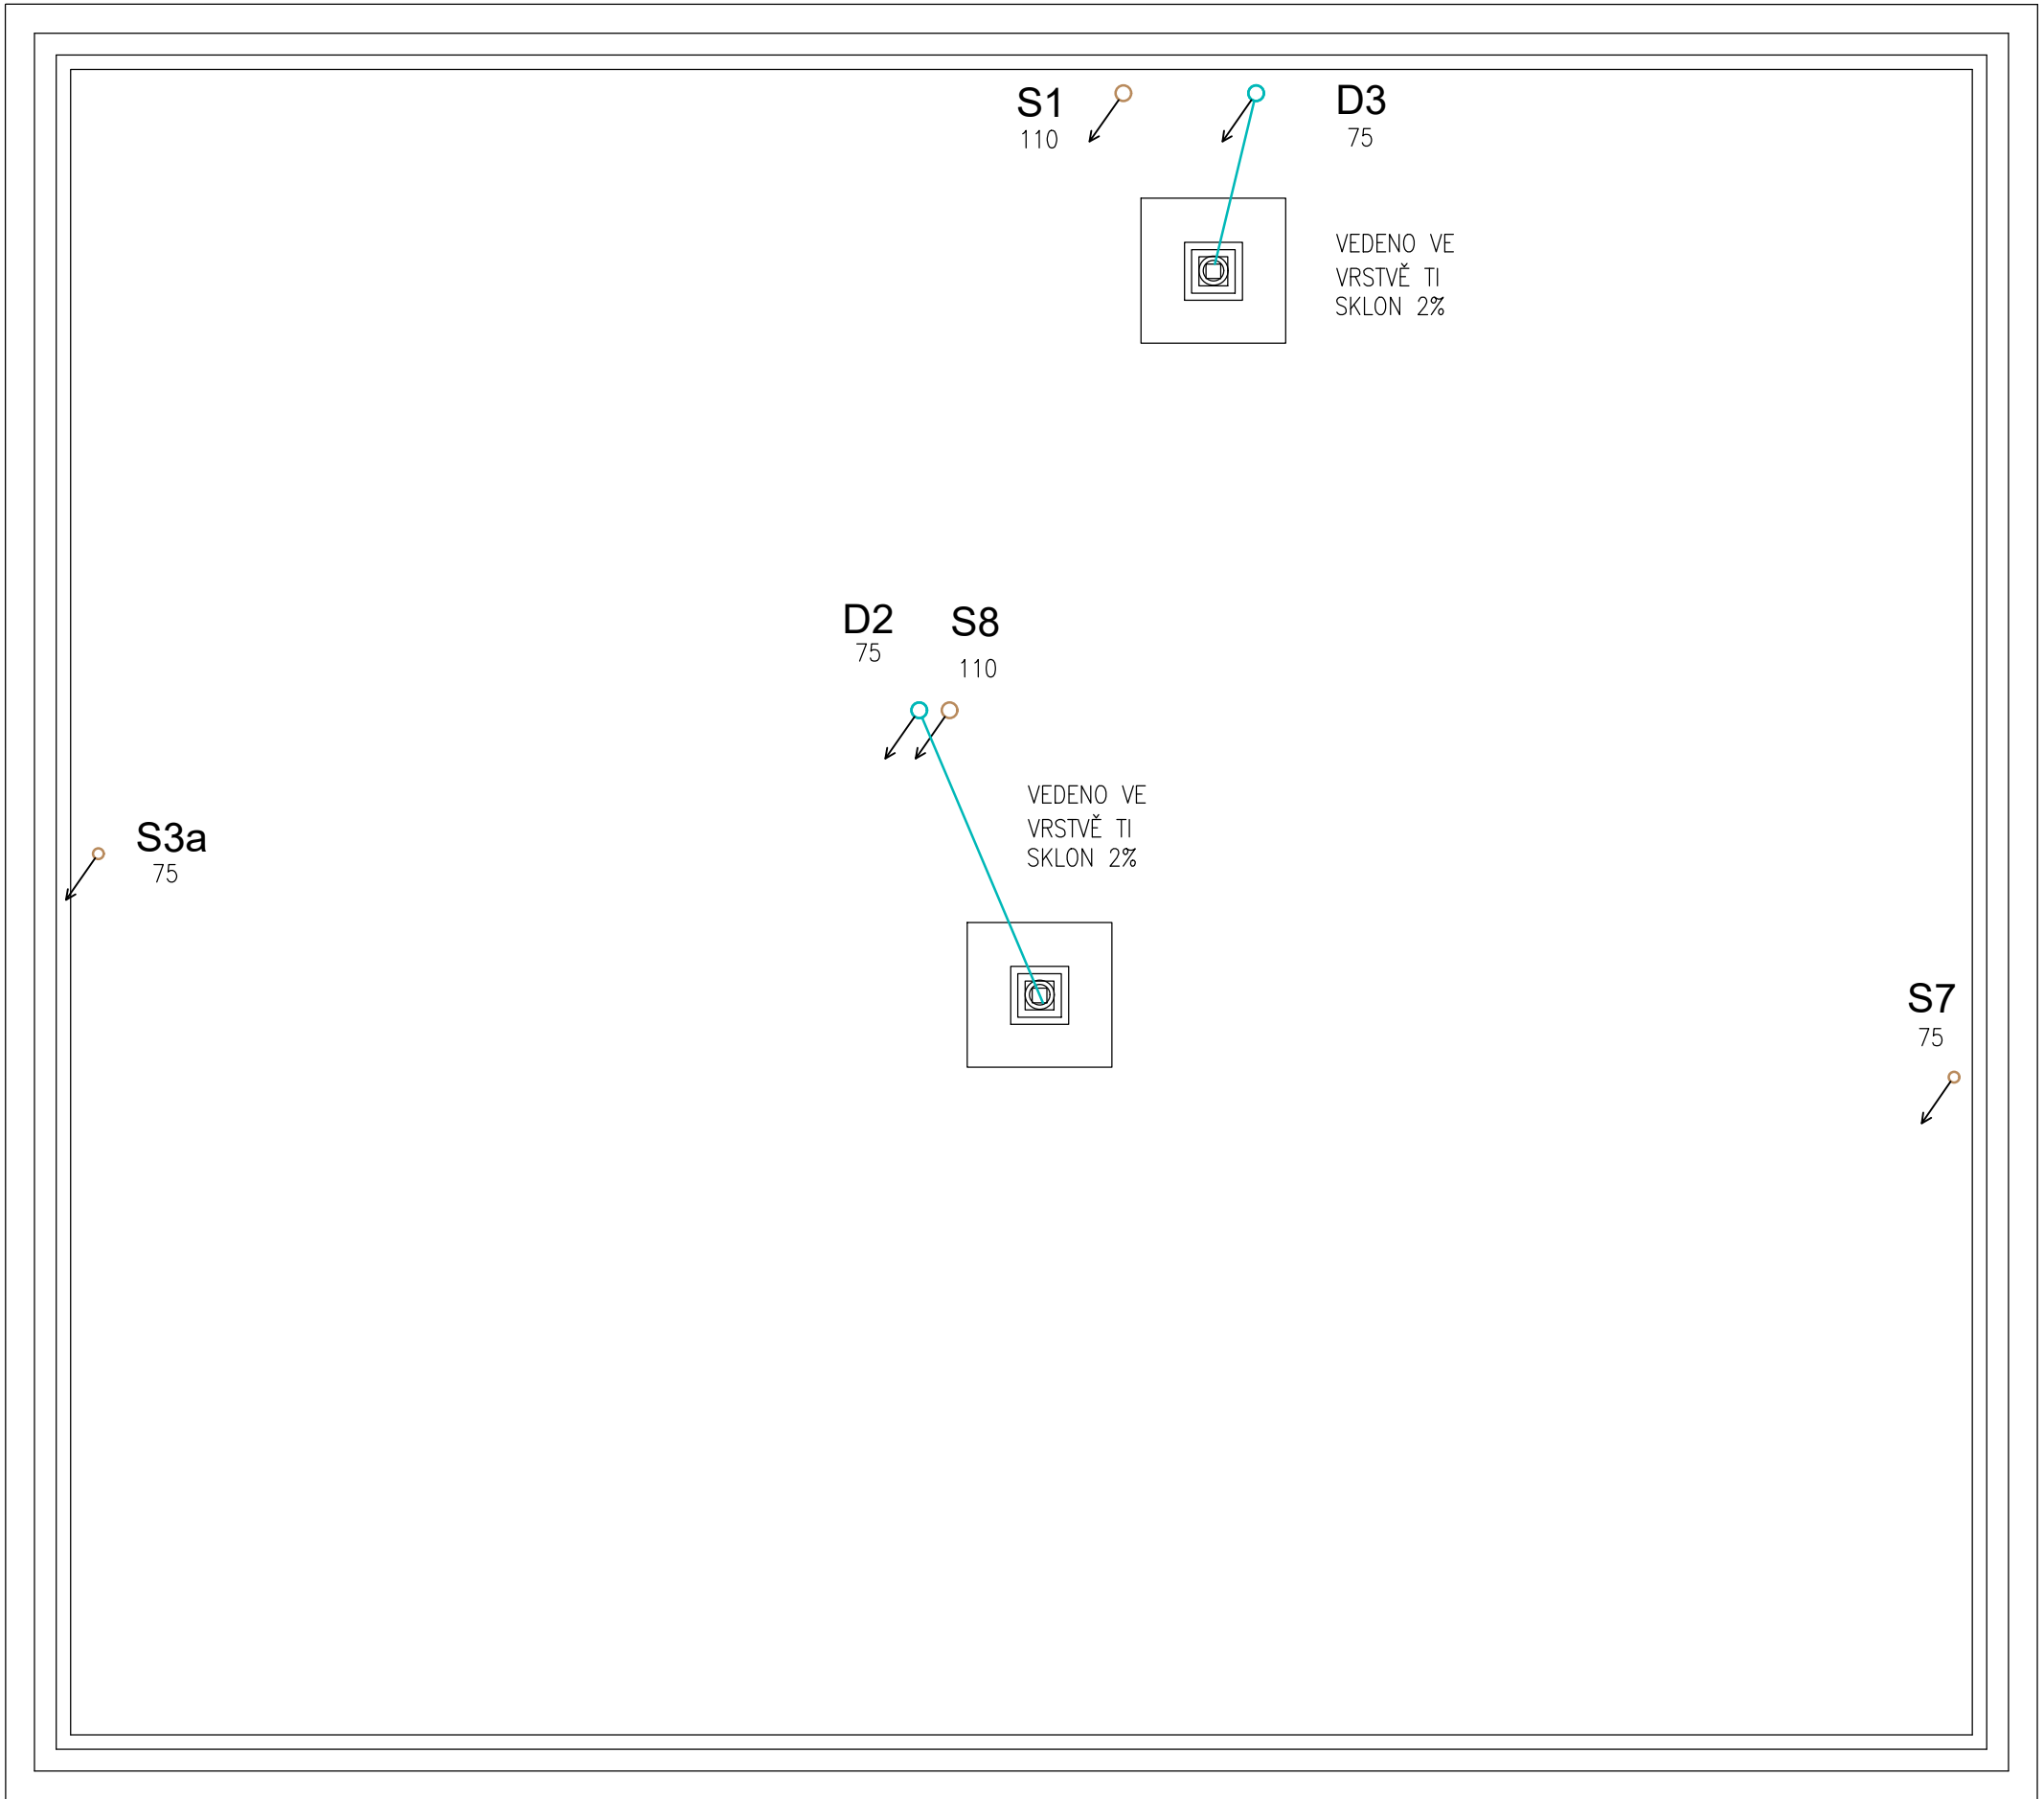 S1
110
D3
75
VEDENO VE
VRSTVĚ TI
SKLON 2%
D2
75
S8
110
VEDENO VE
VRSTVĚ TI
SKLON 2%
S3a
75
S7
75